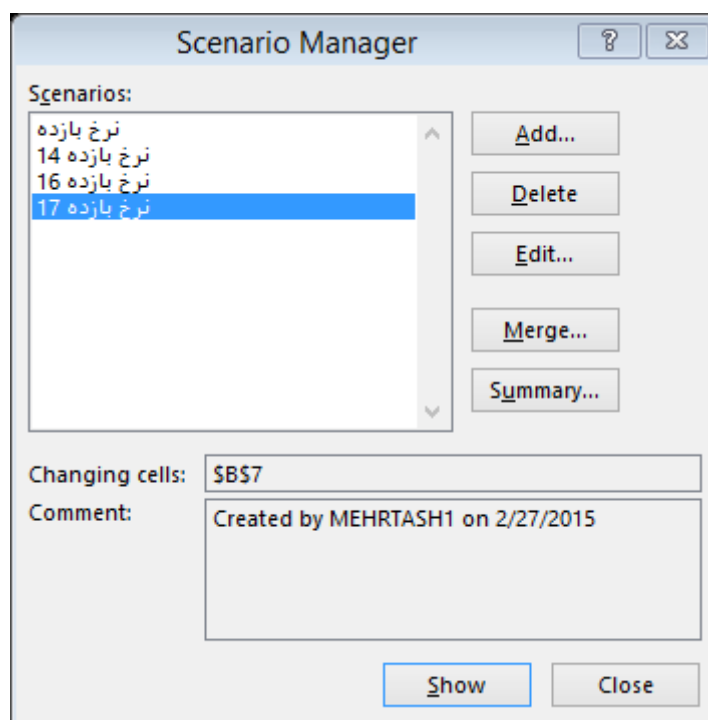 Scenario Manager
Scenarios:
نرخ بازده
نرخ بازده 14
نرخ بازده 16
نرخ بازده 17
Add...
Delete
Edit...
Merge...
Summary...
Changing cells: $B$7
Comment: Created by MEHRTASH1 on 2/27/2015
Show Close